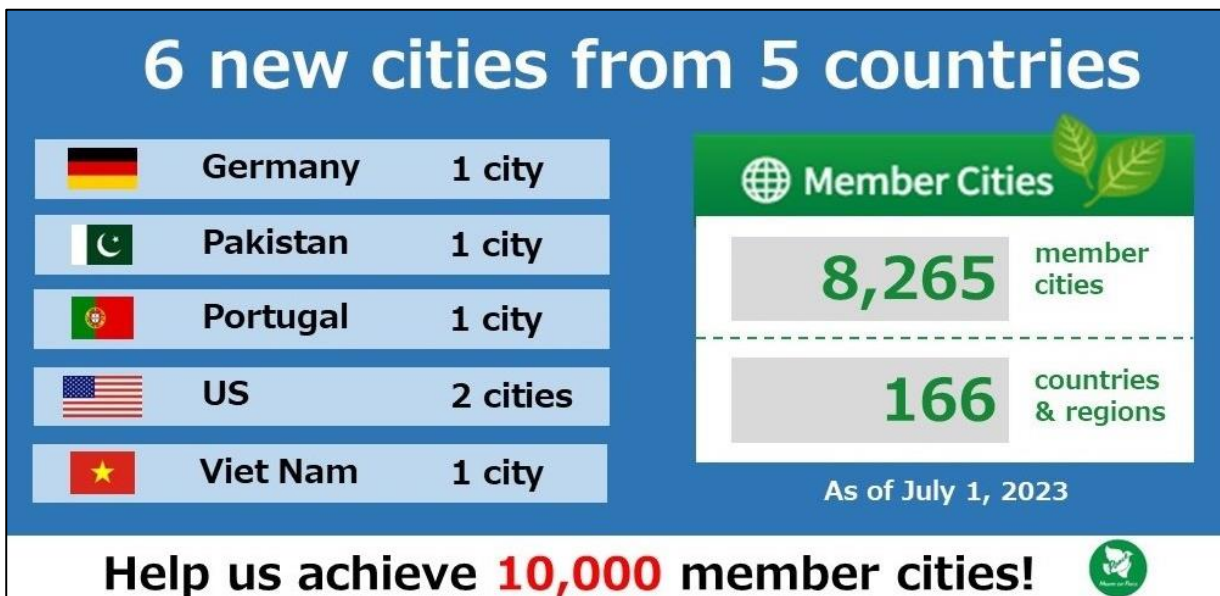 6 new cities from 5 countries
Germany 1 city
Pakistan 1 city
Portugal 1 city
US 2 cities
Viet Nam 1 city
Member Cities
8,265 member cities
166 countries & regions
As of July 1, 2023
Help us achieve 10,000 member cities!